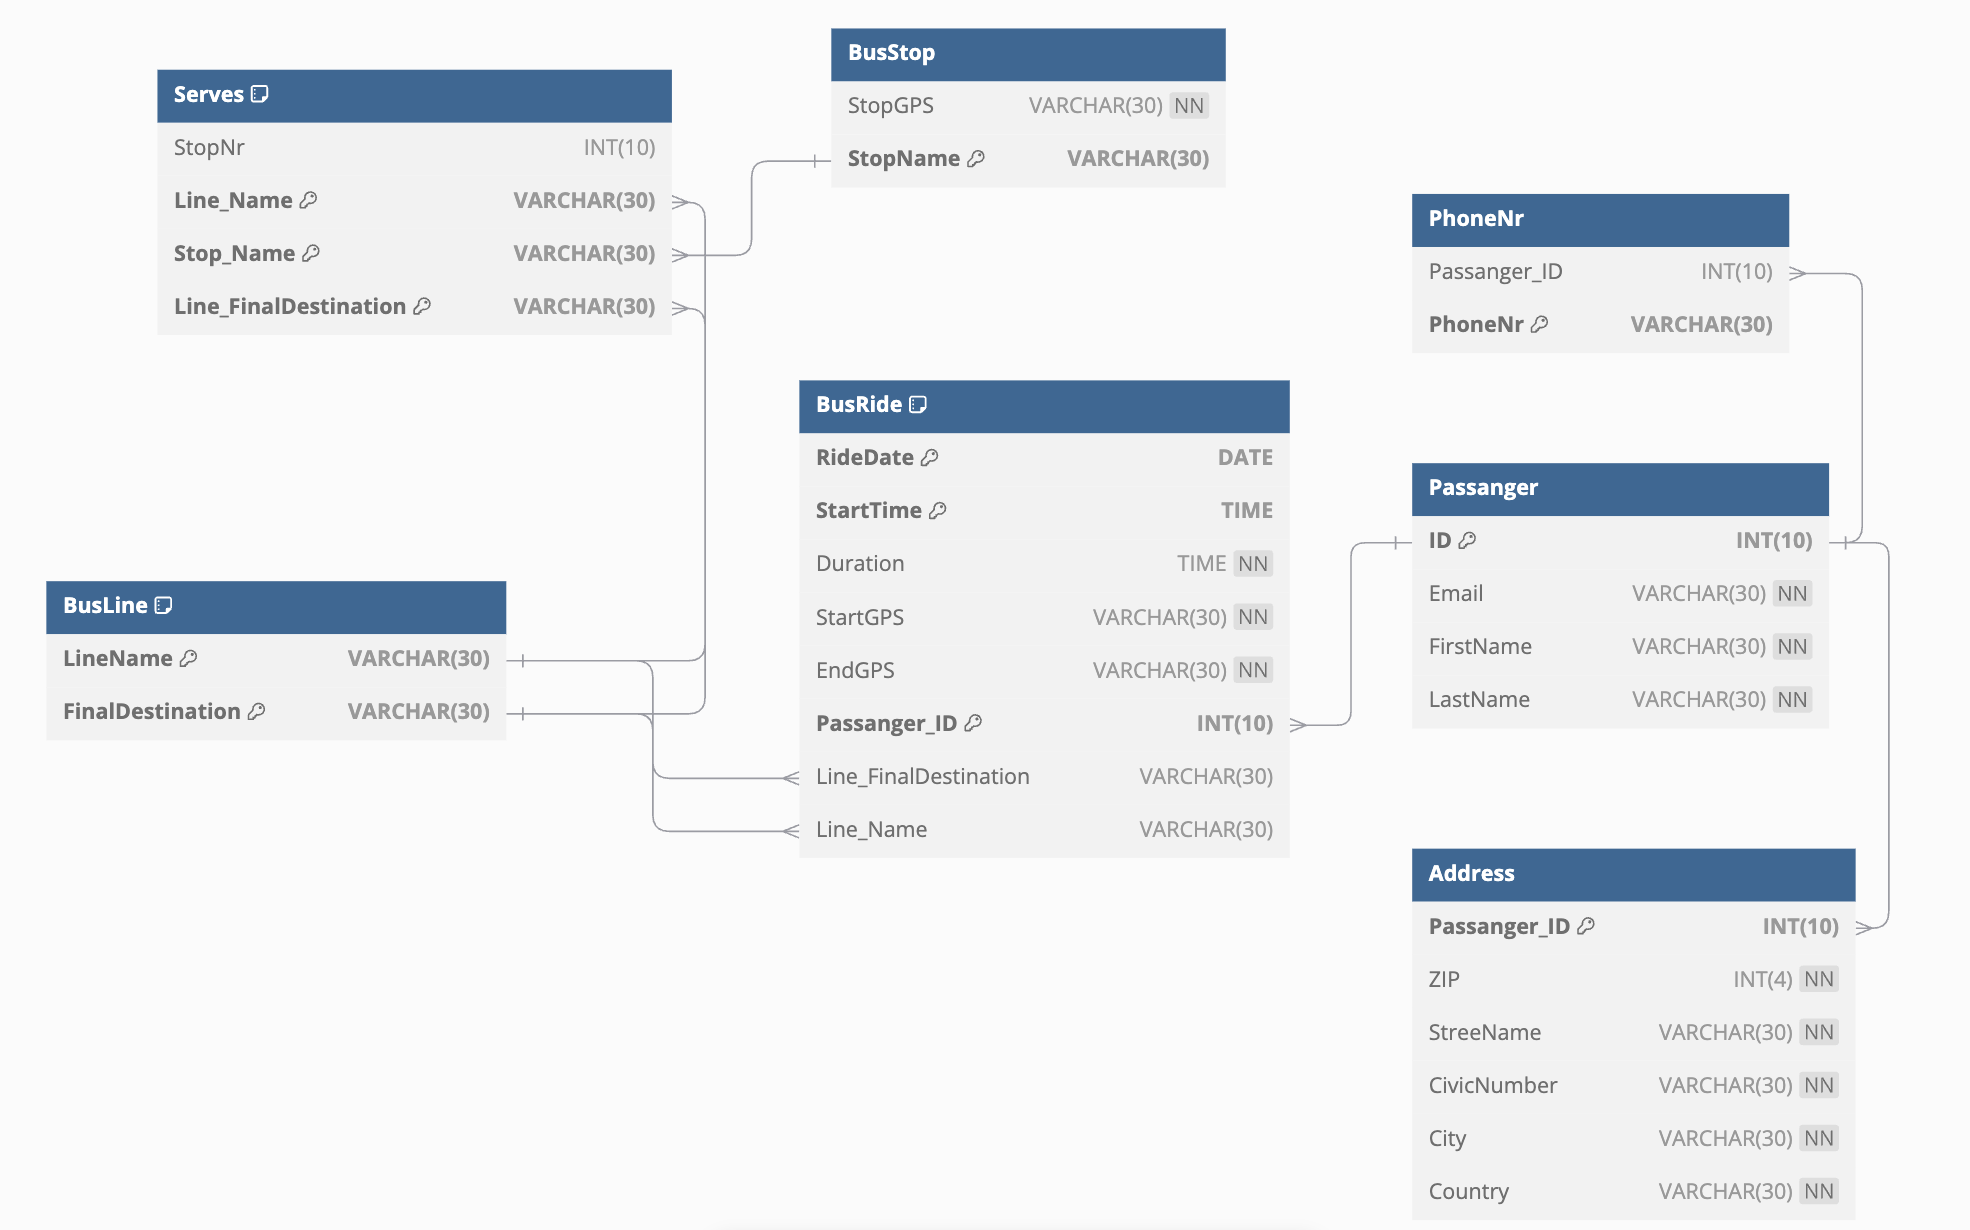 Serves
StopNr INT(10)
Line_Name VARCHAR(30)
Stop_Name VARCHAR(30)
Line_FinalDestination VARCHAR(30)
BusStop
StopGPS VARCHAR(30) NN
StopName VARCHAR(30)
PhoneNr
Passanger_ID INT(10)
PhoneNr VARCHAR(30)
BusRide
RideDate DATE
StartTime TIME
Duration TIME NN
StartGPS VARCHAR(30) NN
EndGPS VARCHAR(30) NN
Passanger_ID INT(10)
Line_FinalDestination VARCHAR(30)
Line_Name VARCHAR(30)
Passanger
ID INT(10)
Email VARCHAR(30) NN
FirstName VARCHAR(30) NN
LastName VARCHAR(30) NN
BusLine
LineName VARCHAR(30)
FinalDestination VARCHAR(30)
Address
Passanger_ID INT(10)
ZIP INT(4) NN
StreeName VARCHAR(30) NN
CivicNumber VARCHAR(30) NN
City VARCHAR(30) NN
Country VARCHAR(30) NN